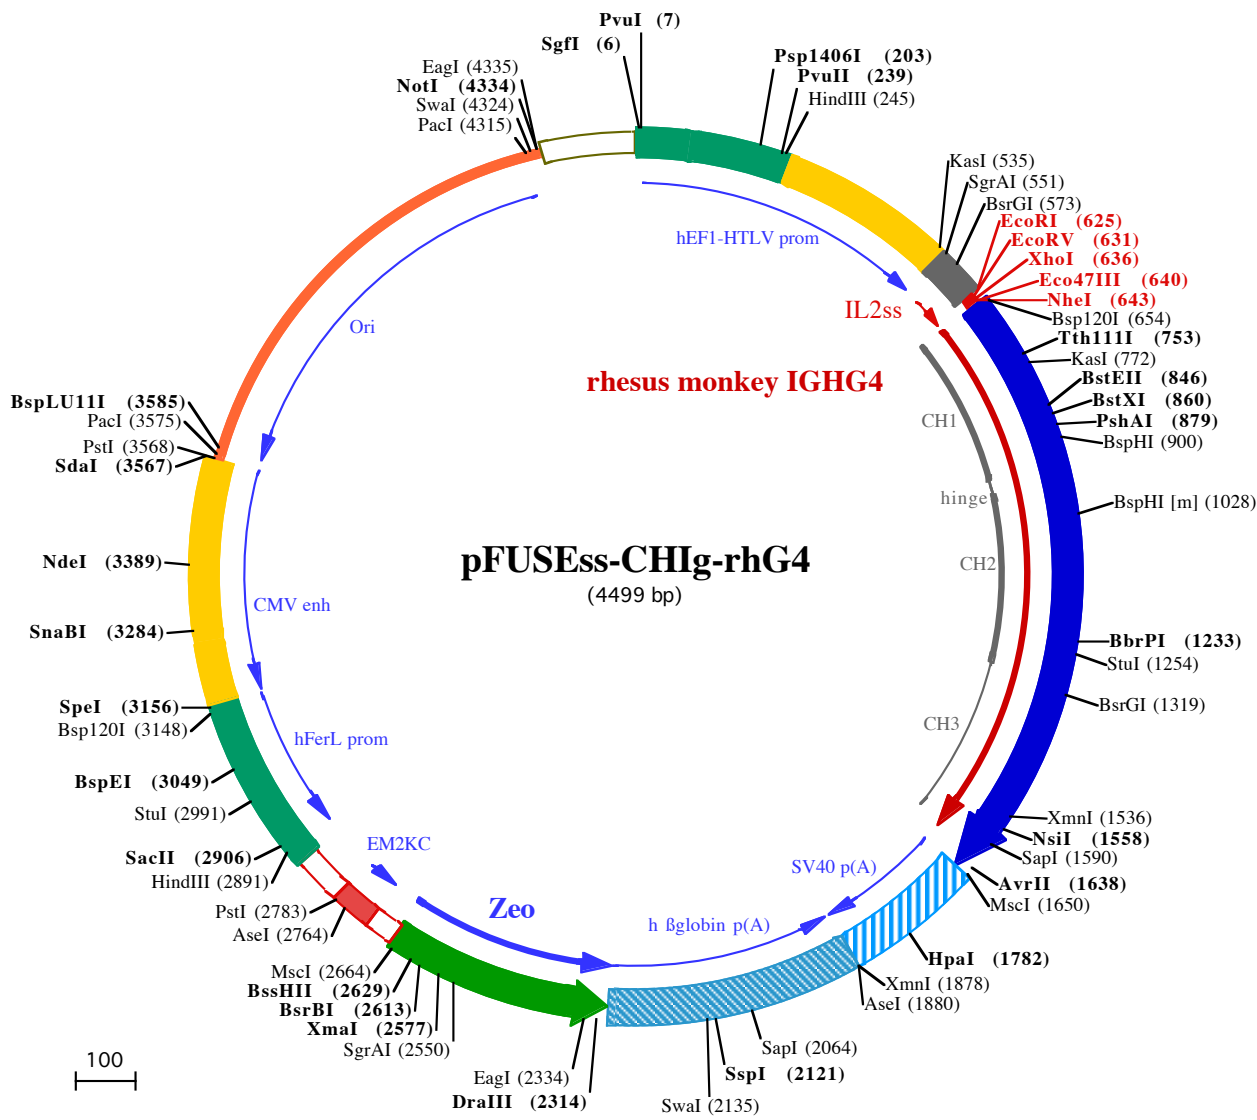 PvuI (7)
SgfI (6)
Psp1406I (203)
PvuII (239)
HindIII (245)
EagI (4335)
NotI (4334)
SwaI (4324)
PacI (4315)
KasI (535)
SgrAI (551)
BsrGI (573)
EcoRI (625)
EcoRV (631)
XhoI (636)
Eco47III (640)
NheI (643)
Bsp120I (654)
Tth111I (753)
KasI (772)
BstEII (846)
BstXI (860)
PshAI (879)
BspHI (900)
BspHI [m] (1028)
BbrPI (1233)
StuI (1254)
BsrGI (1319)
XmnI (1536)
NsiI (1558)
SapI (1590)
AvrII (1638)
MscI (1650)
HpaI (1782)
XmnI (1878)
AseI (1880)
SapI (2064)
SspI (2121)
SwaI (2135)
DraIII (2314)
EagI (2334)
SgrAI (2550)
XmaI (2577)
BsrBI (2613)
BssHII (2629)
MscI (2664)
AseI (2764)
PstI (2783)
HindIII (2891)
SacII (2906)
StuI (2991)
BspEI (3049)
Bsp120I (3148)
SpeI (3156)
SnaBI (3284)
NdeI (3389)
SdaI (3567)
PstI (3568)
PacI (3575)
BspLU11I (3585)
hEF1-HTLV prom
IL2ss
rhesus monkey IGHG4
CH1
hinge
CH2
CH3
SV40 p(A)
h ßglobin p(A)
Zeo
EM2KC
hFerL prom
CMV enh
Ori
pFUSEss-CHIg-rhG4
(4499 bp)
100